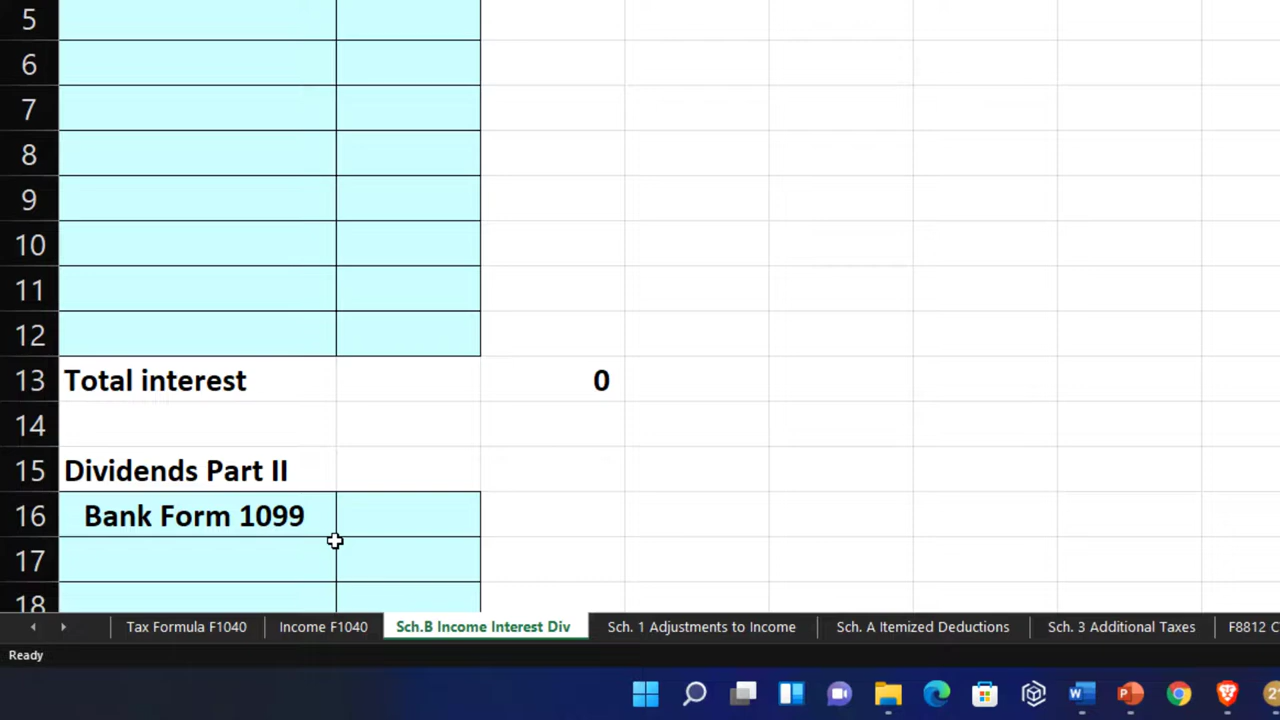 5
6
7
8
9
10
11
12
13 Total interest 0
14
15 Dividends Part II
16 Bank Form 1099
17
18
Tax Formula F1040 Income F1040 Sch.B Income Interest Div Sch. 1 Adjustments to Income Sch. A Itemized Deductions Sch. 3 Additional Taxes F8812 C
Ready